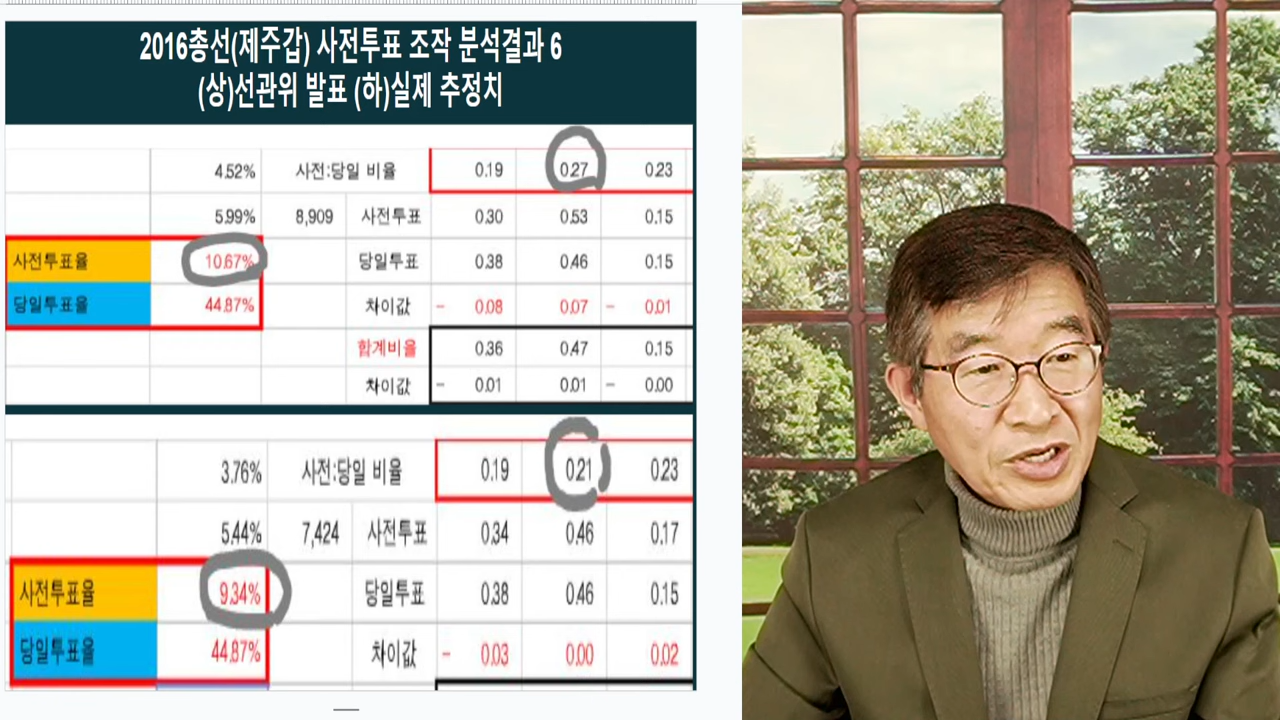 2016총선(제주갑) 사전투표 조작 분석결과 6
(상)선관위 발표 (하)실제 추정치
4.52% 사전:당일 비율 0.19 0.27 0.23
5.99% 8,909 사전투표 0.30 0.53 0.15
사전투표율 10.67% 당일투표 0.38 0.46 0.15
당일투표율 44.87% 차이값 - 0.08 0.07 - 0.01
합계비율 0.36 0.47 0.15
차이값 - 0.01 0.01 - 0.00
3.76% 사전:당일 비율 0.19 0.21 0.23
5.44% 7,424 사전투표 0.34 0.46 0.17
사전투표율 9.34% 당일투표 0.38 0.46 0.15
당일투표율 44.87% 차이값 - 0.03 0.00 0.02